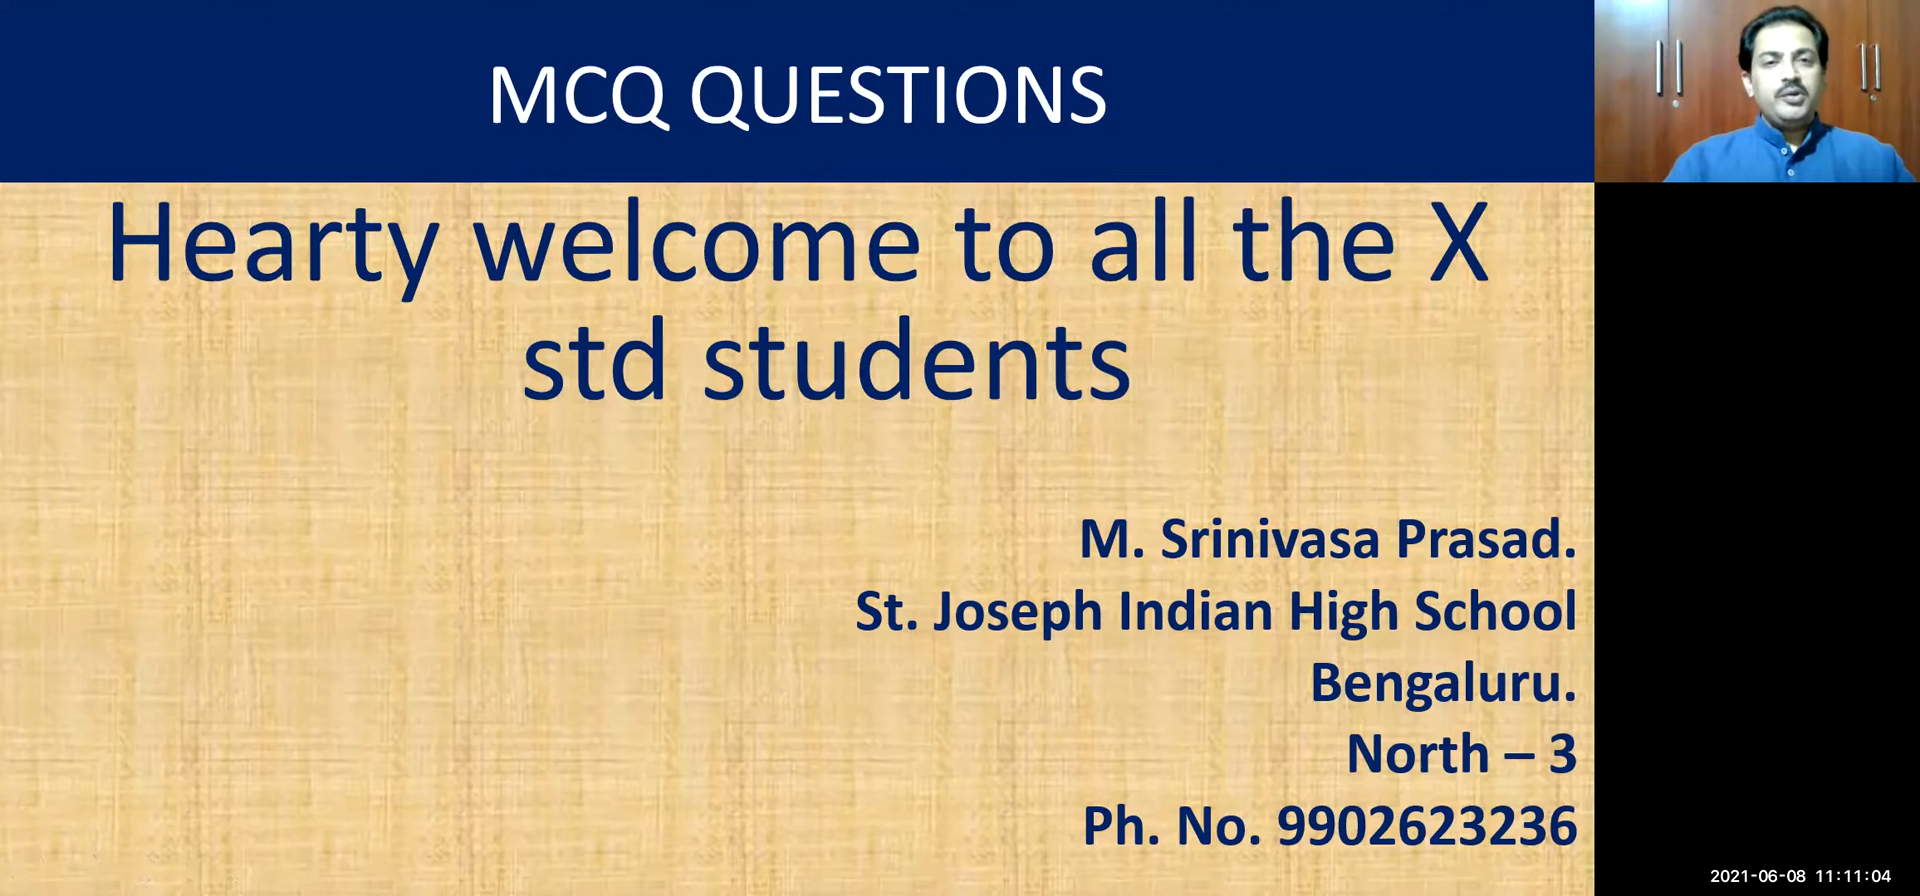 MCQ QUESTIONS
Hearty welcome to all the X
std students
M. Srinivasa Prasad.
St. Joseph Indian High School
Bengaluru.
North – 3
Ph. No. 9902623236
2021-06-08 11:11:04